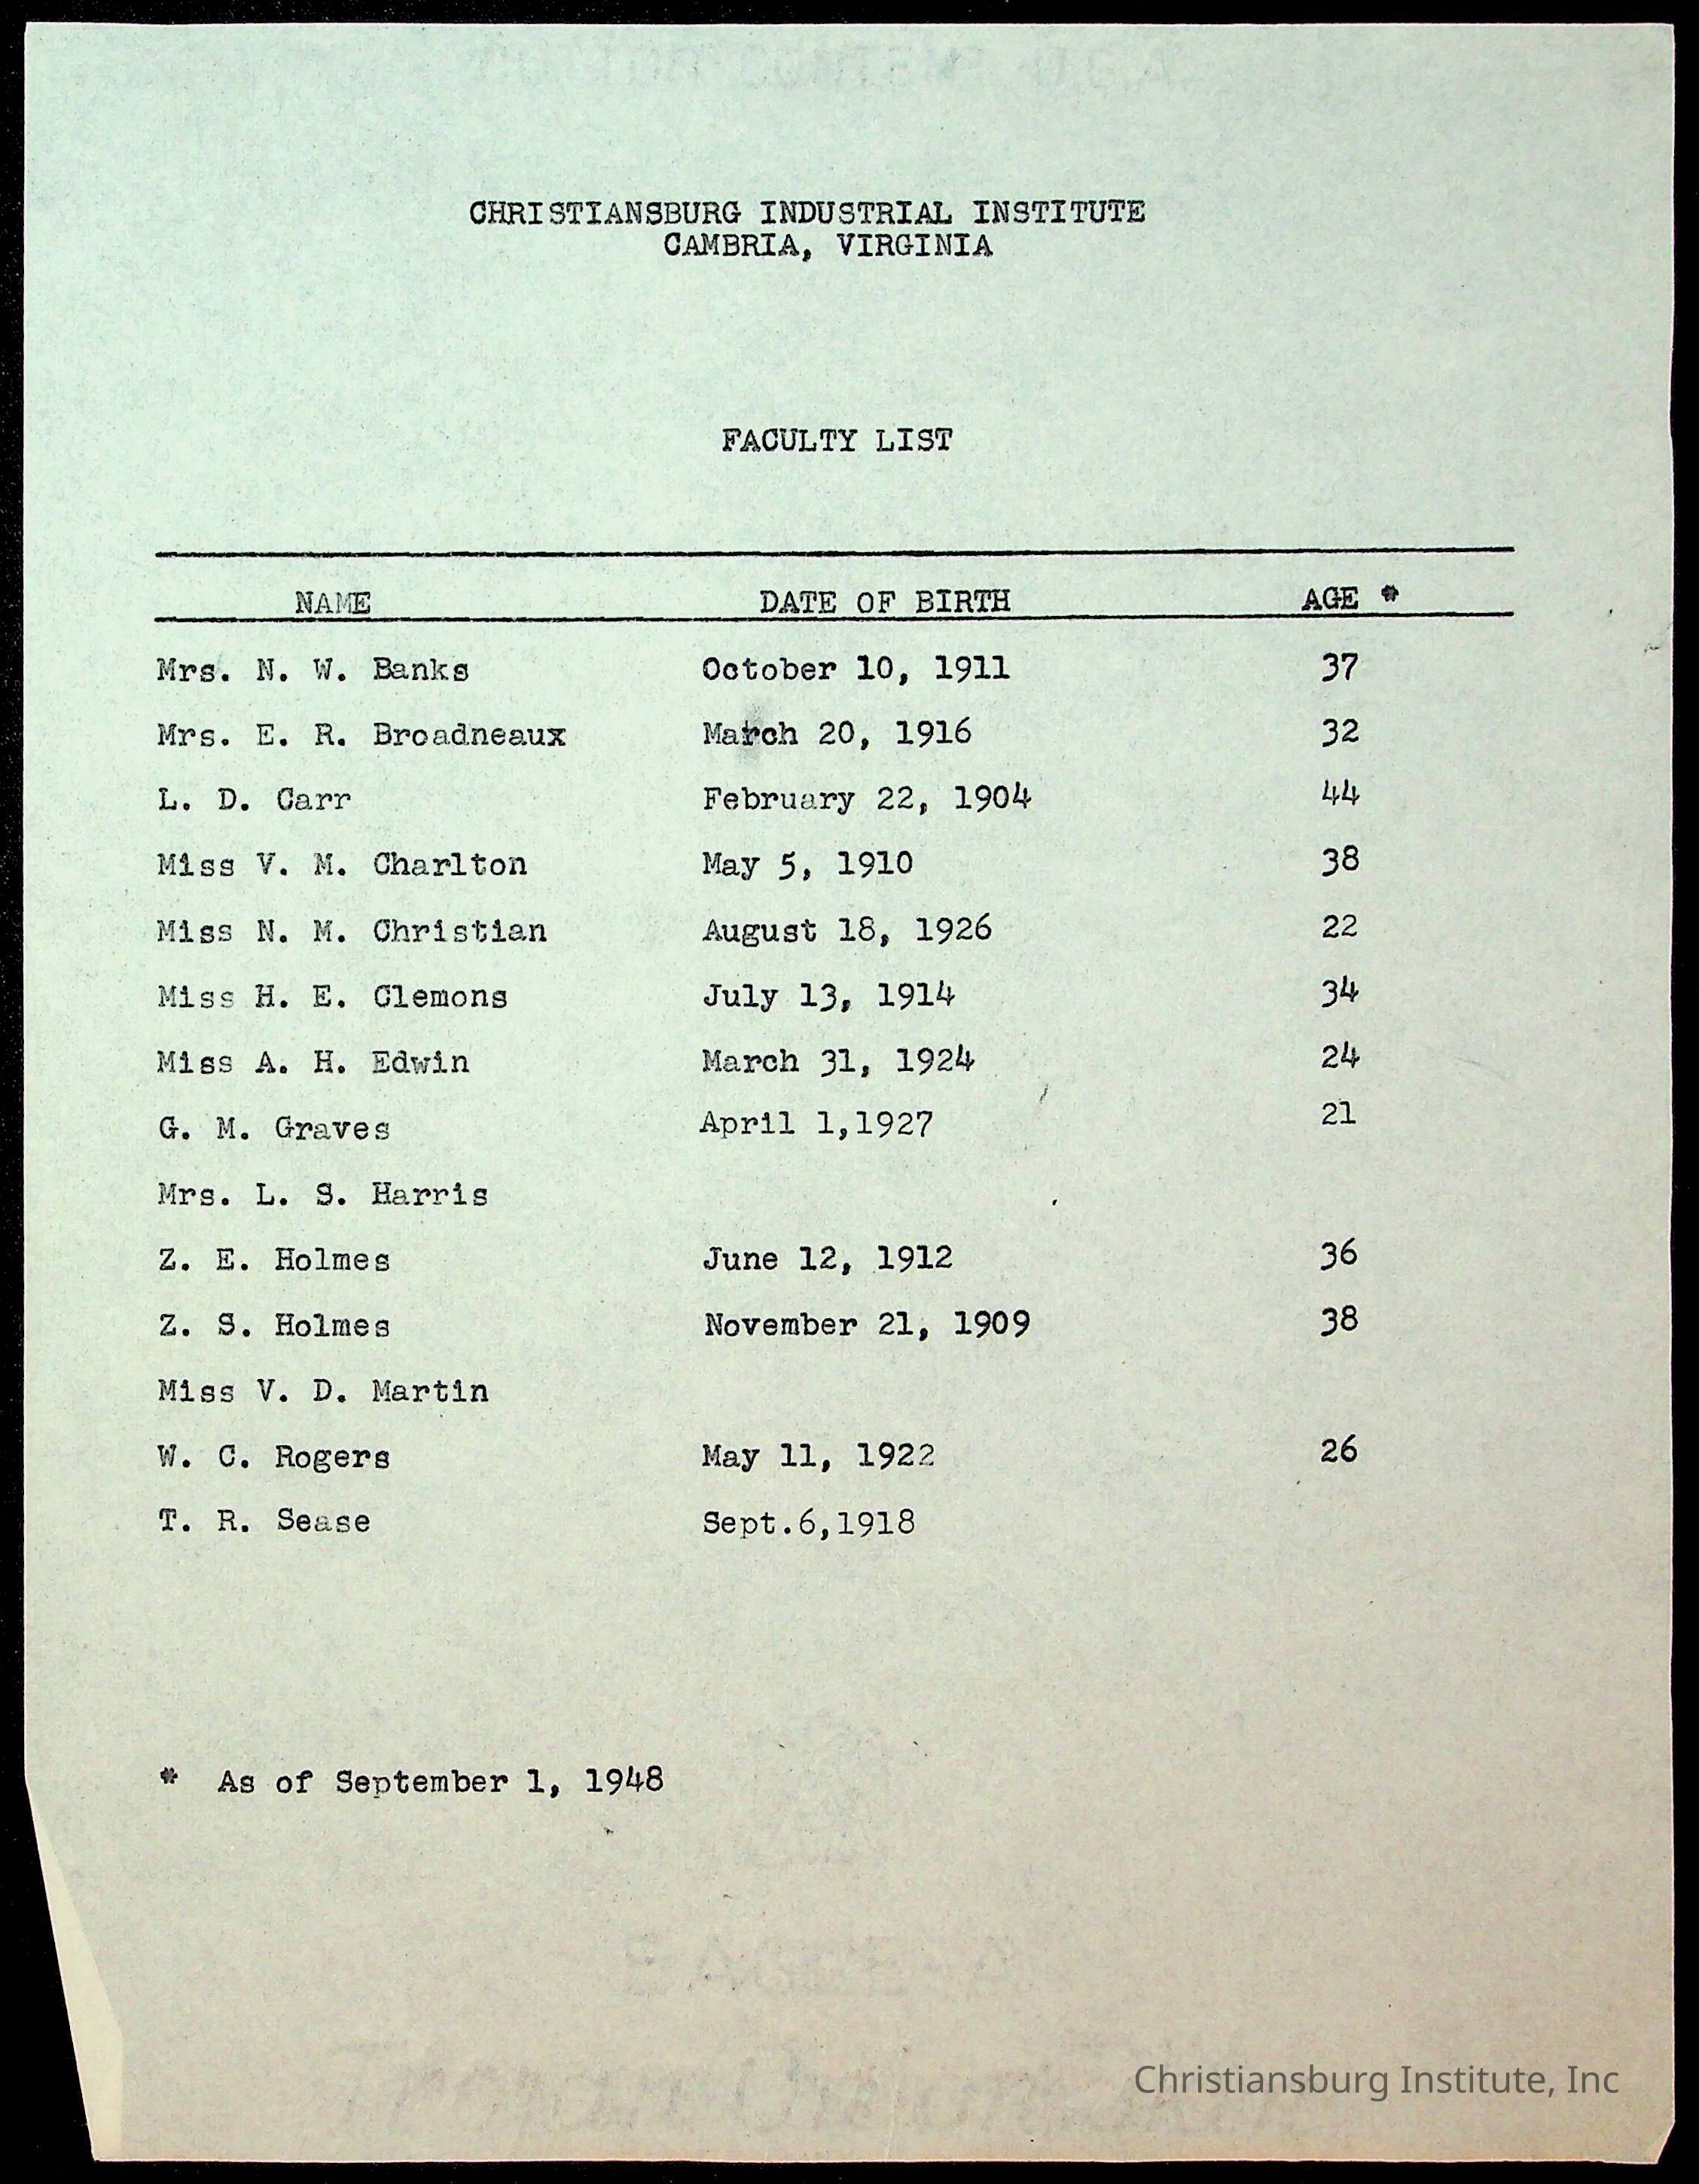 CHRISTIANSBURG INDUSTRIAL INSTITUTE
CAMBRIA, VIRGINIA
FACULTY LIST
NAME DATE OF BIRTH AGE *
Mrs. N. W. Banks October 10, 1911 37
Mrs. E. R. Broadneaux March 20, 1916 32
L. D. Carr February 22, 1904 44
Miss V. M. Charlton May 5, 1910 38
Miss N. M. Christian August 18, 1926 22
Miss H. E. Clemons July 13, 1914 34
Miss A. H. Edwin March 31, 1924 24
G. M. Graves April 1,1927 21
Mrs. L. S. Harris
Z. E. Holmes June 12, 1912 36
Z. S. Holmes November 21, 1909 38
Miss V. D. Martin
W. C. Rogers May 11, 1922 26
T. R. Sease Sept.6,1918
* As of September 1, 1948
Christiansburg Institute, Inc